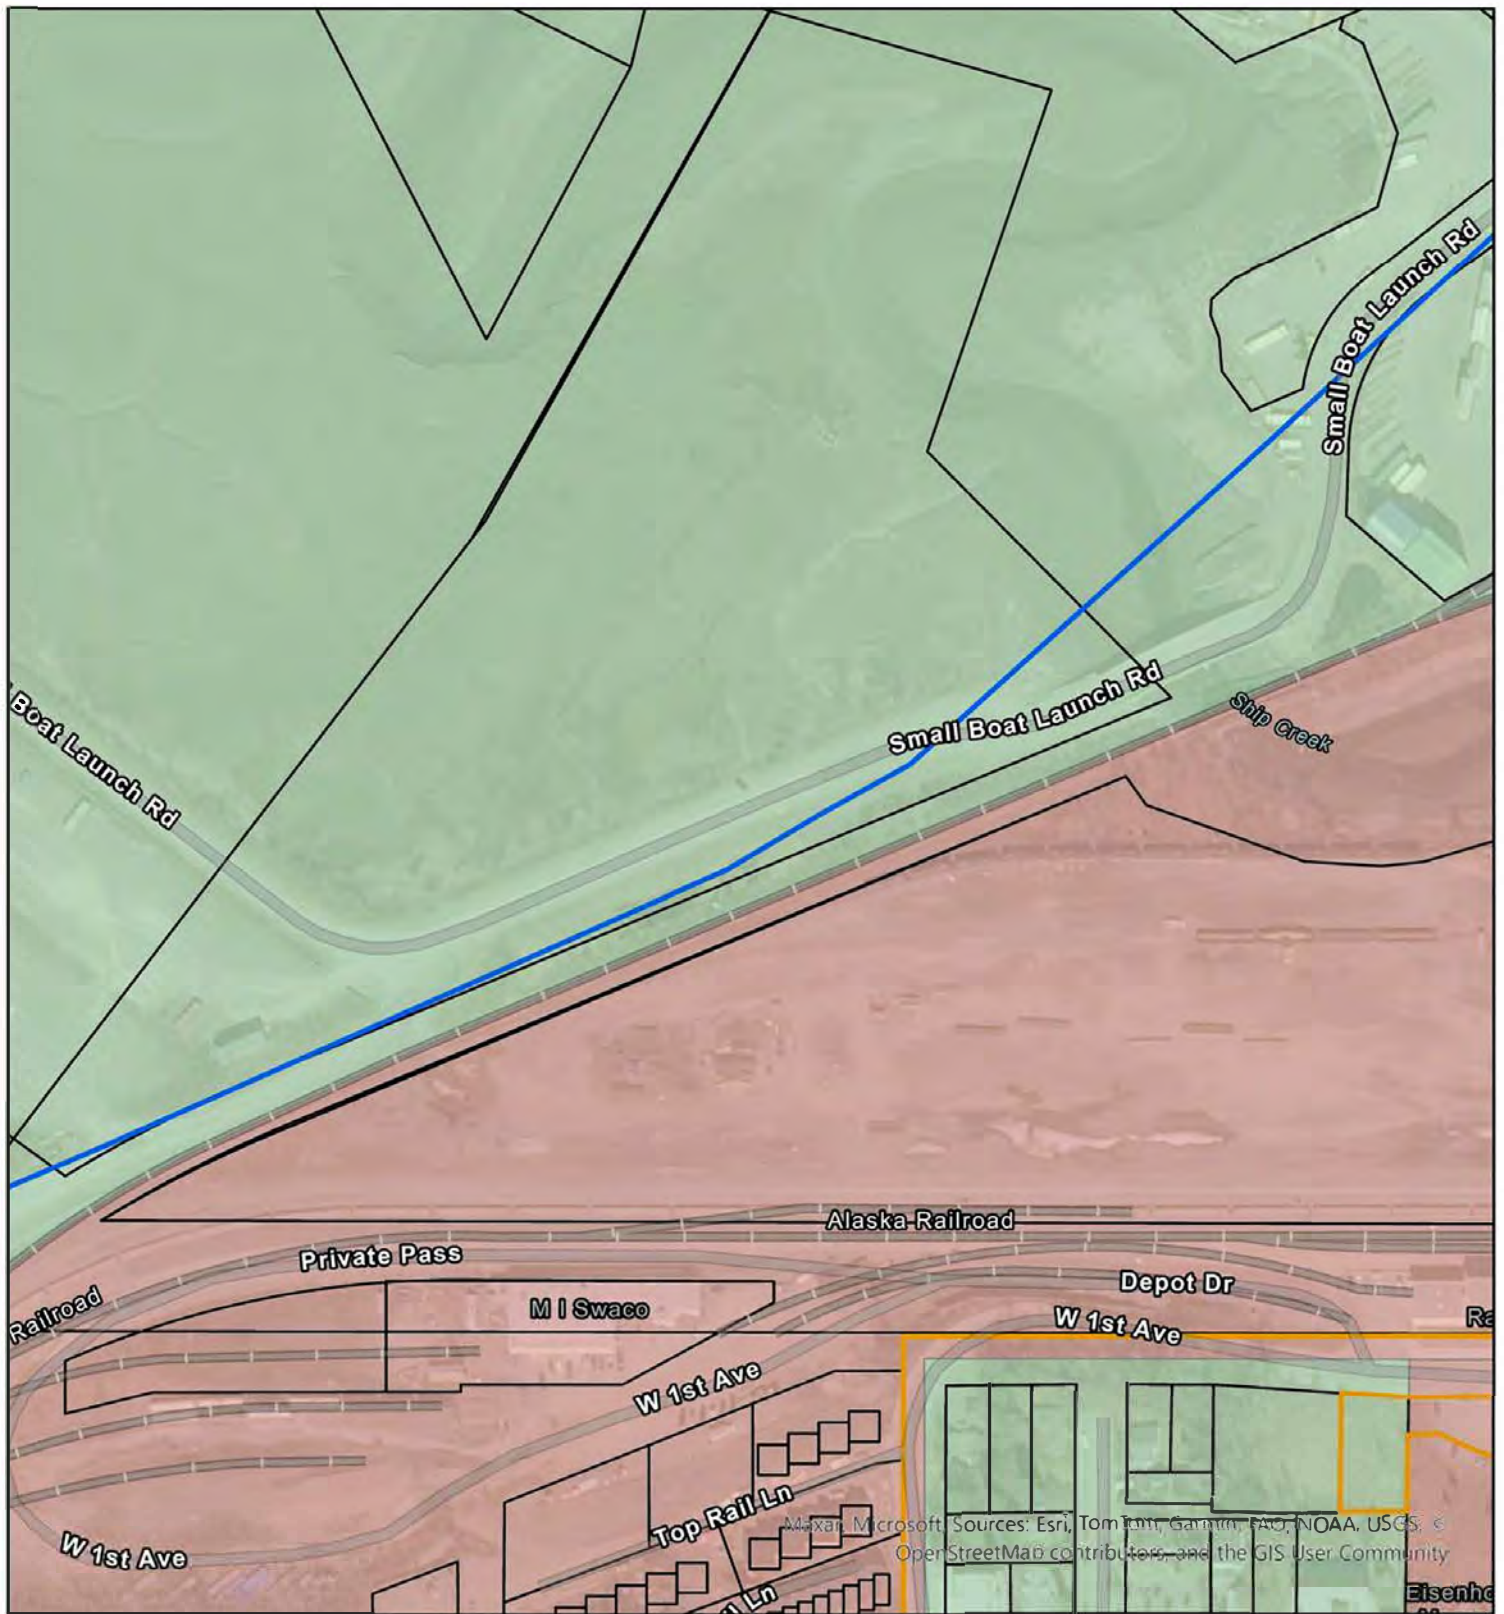 Small Boat Launch Rd
Small Boat Launch Rd
Ship Creek
Boat Launch Rd
Alaska Railroad
Private Pass
Depot Dr
Railroad
M I Swaco
W 1st Ave
Ra
W 1st Ave
Top Rail Ln
Maxar, Microsoft, Sources: Esri, TomTom, Garmin, FAO, NOAA, USGS, ©
OpenStreetMap contributors, and the GIS User Community
W 1st Ave
Ln
Eisenho